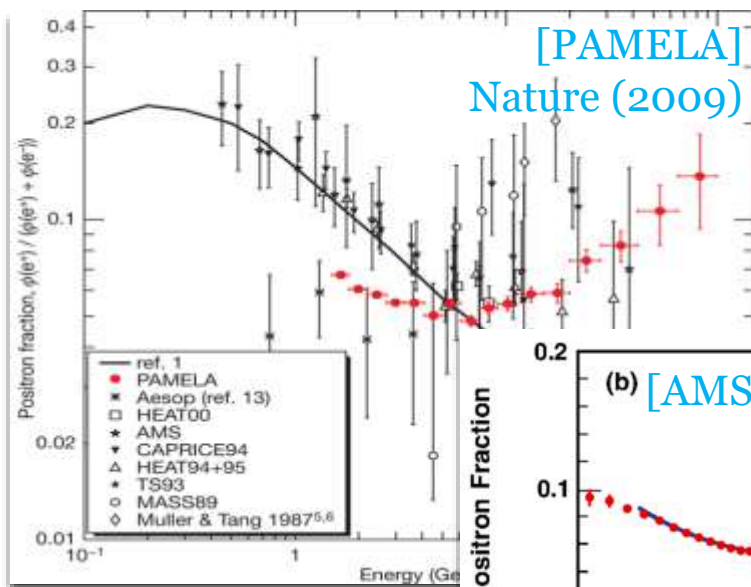 [PAMELA]
Nature (2009)
0.4
0.3
0.2
0.1
0.02
0.01
Positron fraction, φ(e⁺) / (φ(e⁺) + φ(e⁻))
ref. 1
PAMELA
Aesop (ref. 13)
HEAT00
AMS
CAPRICE94
HEAT94+95
TS93
MASS89
Muller & Tang 1987⁵,⁶
10⁻¹
1
10
Energy (Ge
(b) [AMS
0.2
0.1
ositron Fraction